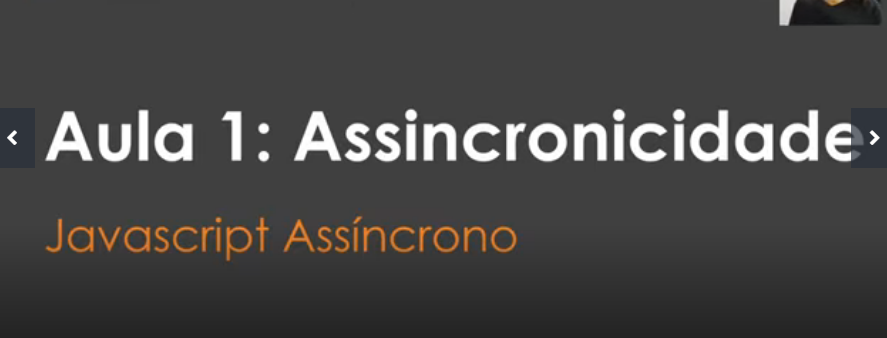 Aula 1: Assincronicidade
Javascript Assíncrono